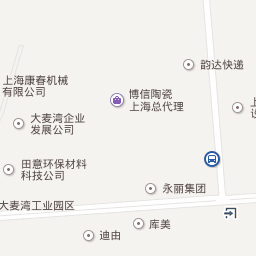 韵达快递
上海康春机械
有限公司
博信陶瓷
上海总代理
大麦湾企业
发展公司
田意环保材料
科技公司
永丽集团
大麦湾工业园区
库美
迪由